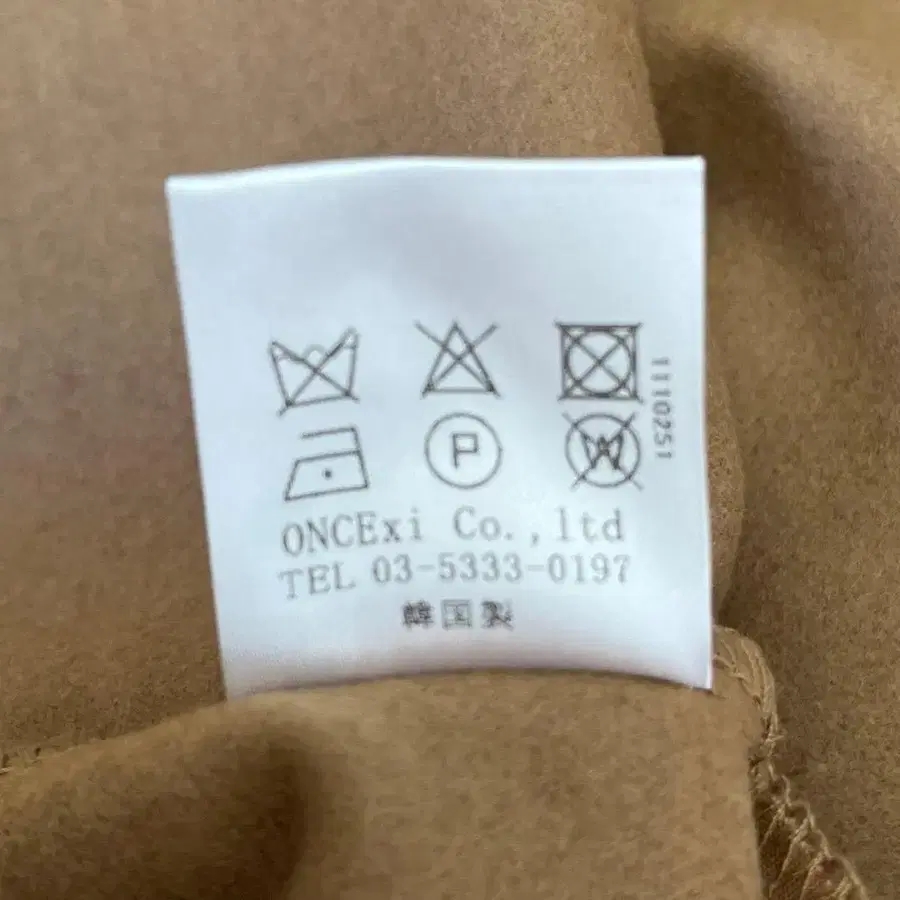 1110251
P
W
ONCExi Co.,ltd
TEL 03-5333-0197
韓国製